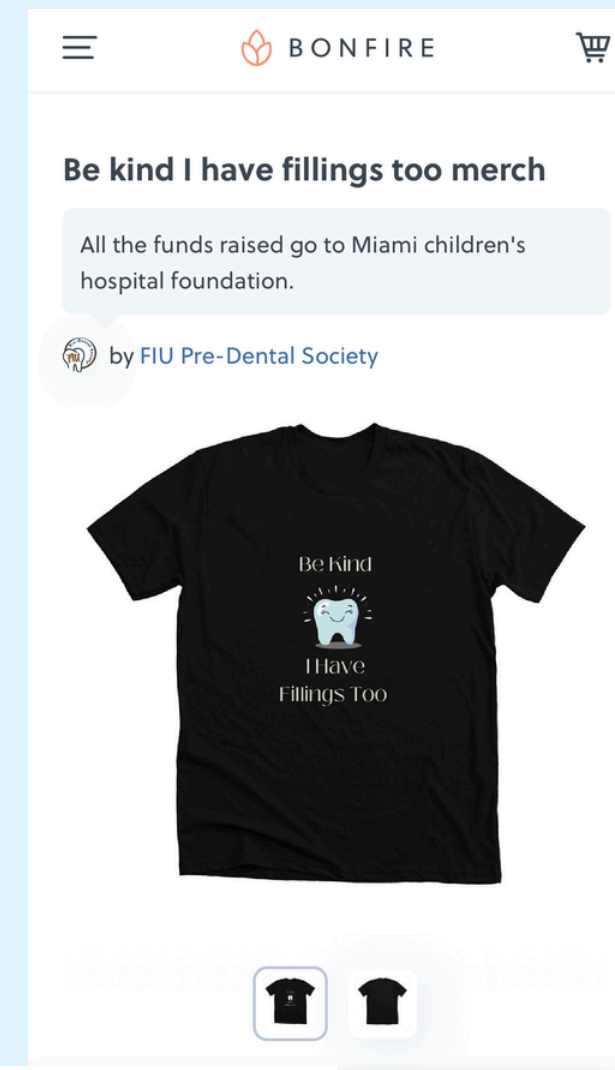 BONFIRE
Be kind I have fillings too merch
All the funds raised go to Miami children's
hospital foundation.
by FIU Pre-Dental Society
Be Kind
I Have
Fillings Too